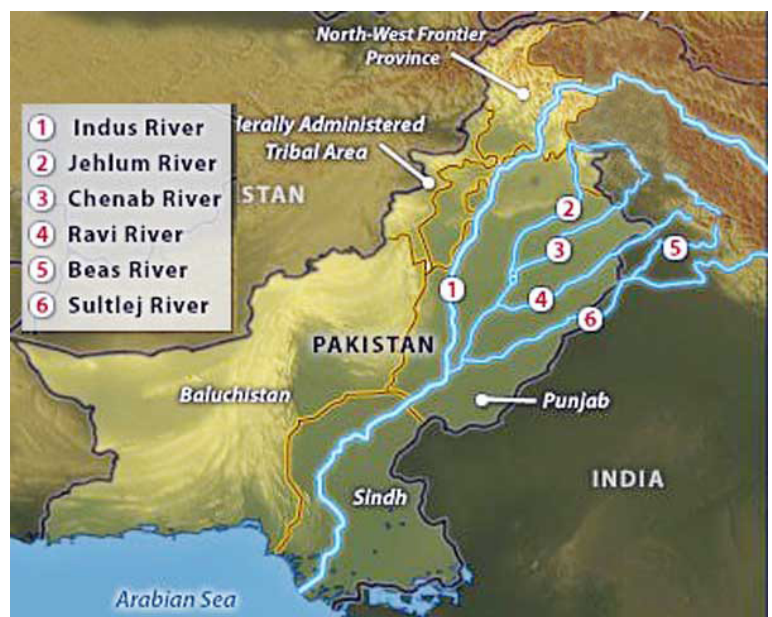 North-West Frontier
Province
1 Indus River
2 Jehlum River
3 Chenab River
4 Ravi River
5 Beas River
6 Sultlej River
derally Administered
Tribal Area
STAN
2
3
5
1
4
6
PAKISTAN
Baluchistan
Punjab
INDIA
Sindh
Arabian Sea